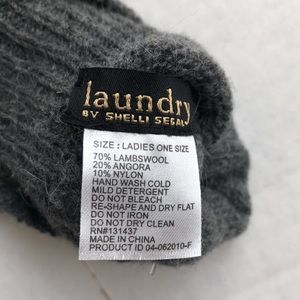 laundry
BY SHELLI SEGAL
SIZE : LADIES ONE SIZE
70% LAMBSWOOL
20% ANGORA
10% NYLON
HAND WASH COLD
MILD DETERGENT
DO NOT BLEACH
RE-SHAPE AND DRY FLAT
DO NOT IRON
DO NOT DRY CLEAN
RN#131437
MADE IN CHINA
PRODUCT ID 04-062010-F